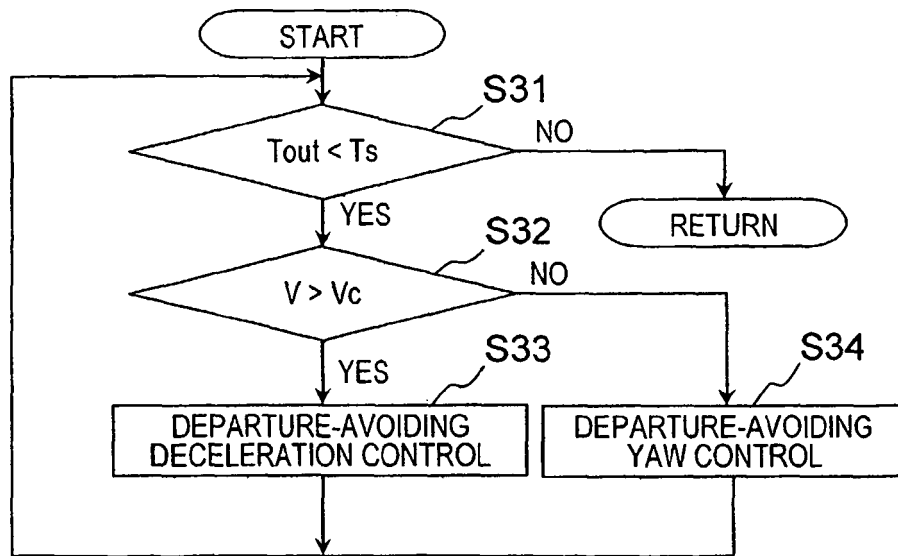 START
S31
Tout < Ts
NO
YES
RETURN
S32
V > Vc
NO
YES
S33
S34
DEPARTURE-AVOIDING
DECELERATION CONTROL
DEPARTURE-AVOIDING
YAW CONTROL